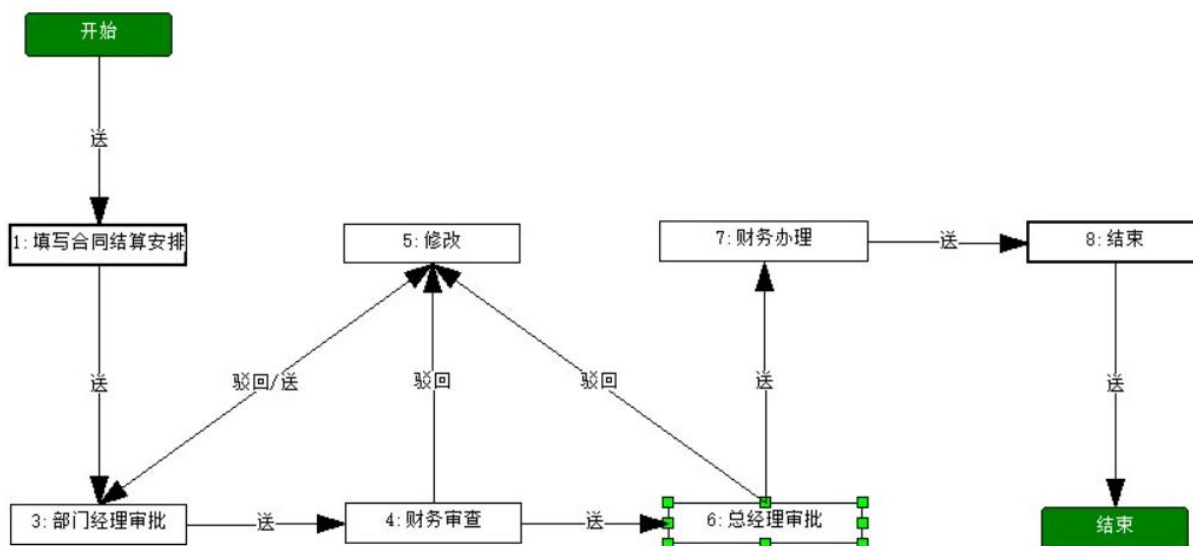 开始
送
1:填写合同结算安排
5:修改
7:财务办理
送
8:结束
送
驳回/送
驳回
驳回
送
送
3:部门经理审批
送
4:财务审查
送
6:总经理审批
结束